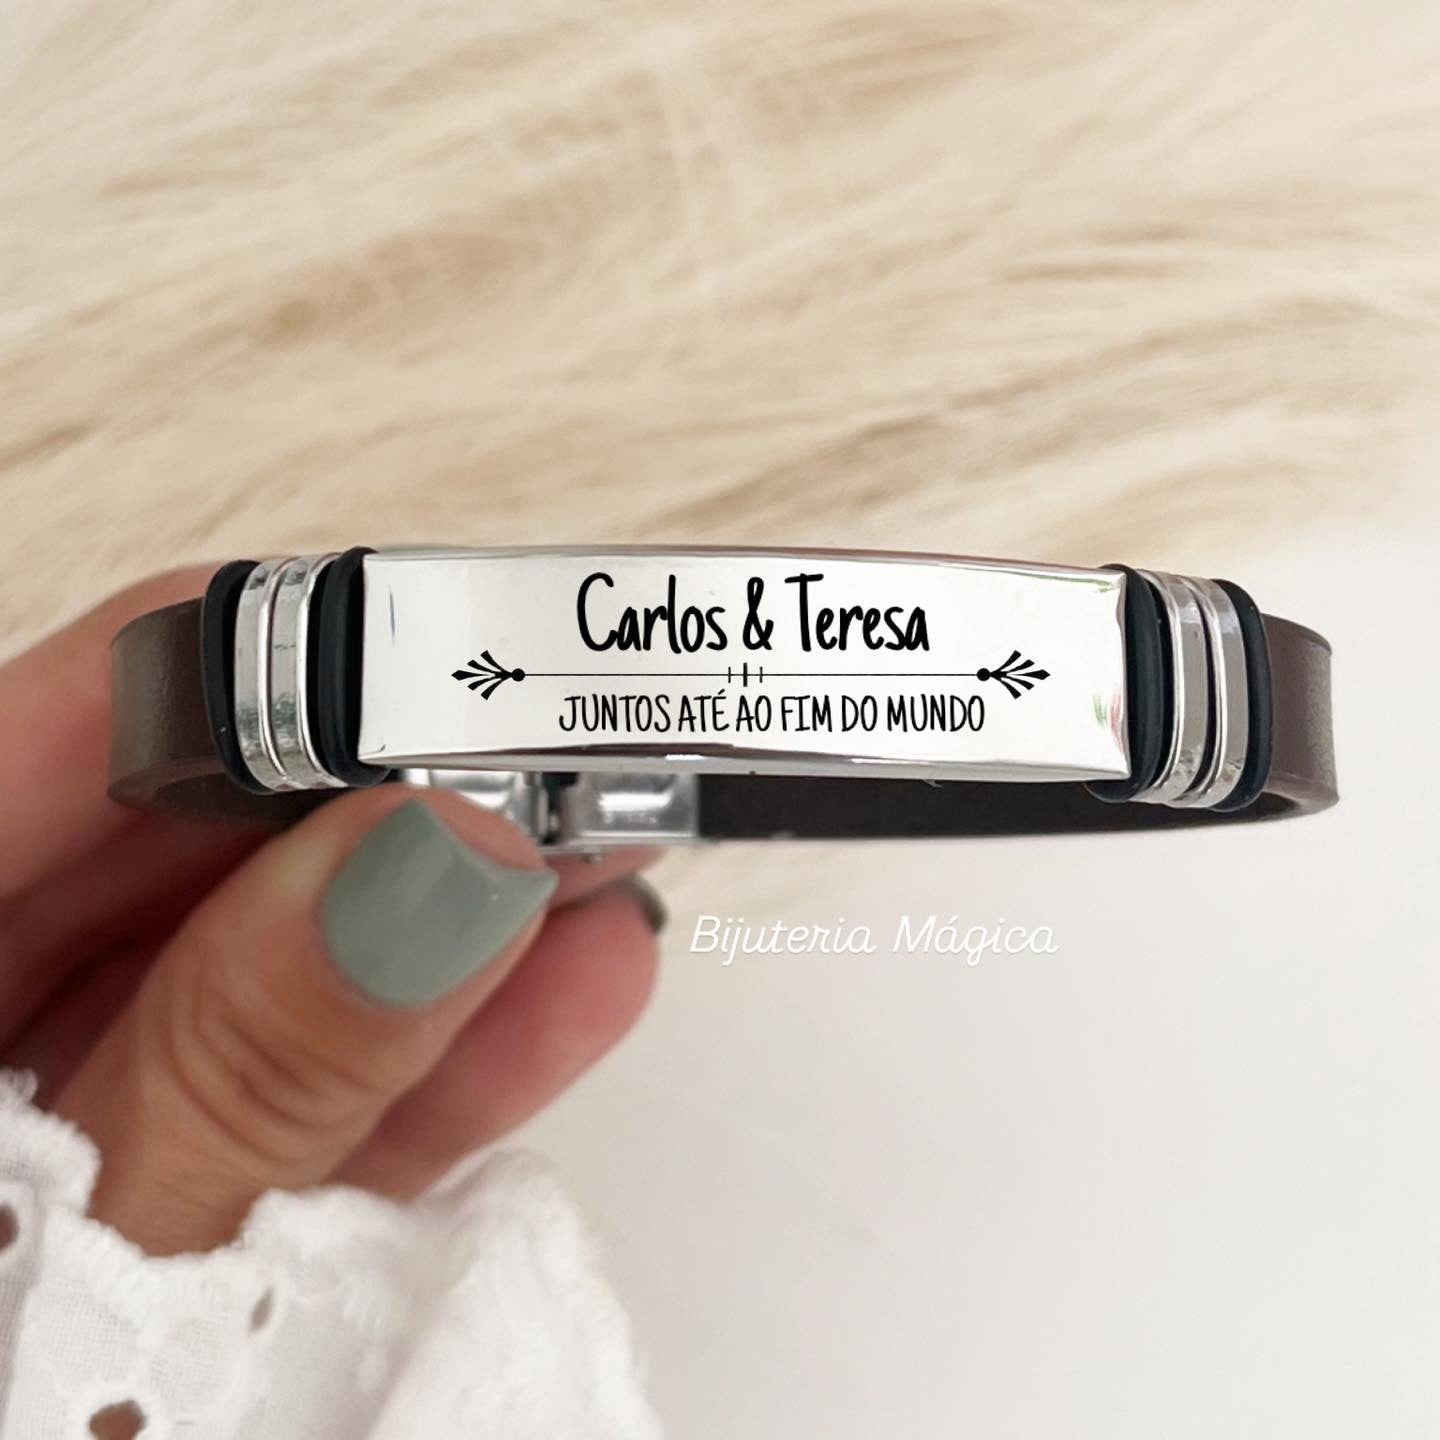 Carlos & Teresa
JUNTOS ATÉ AO FIM DO MUNDO
Bijuteria Mágica